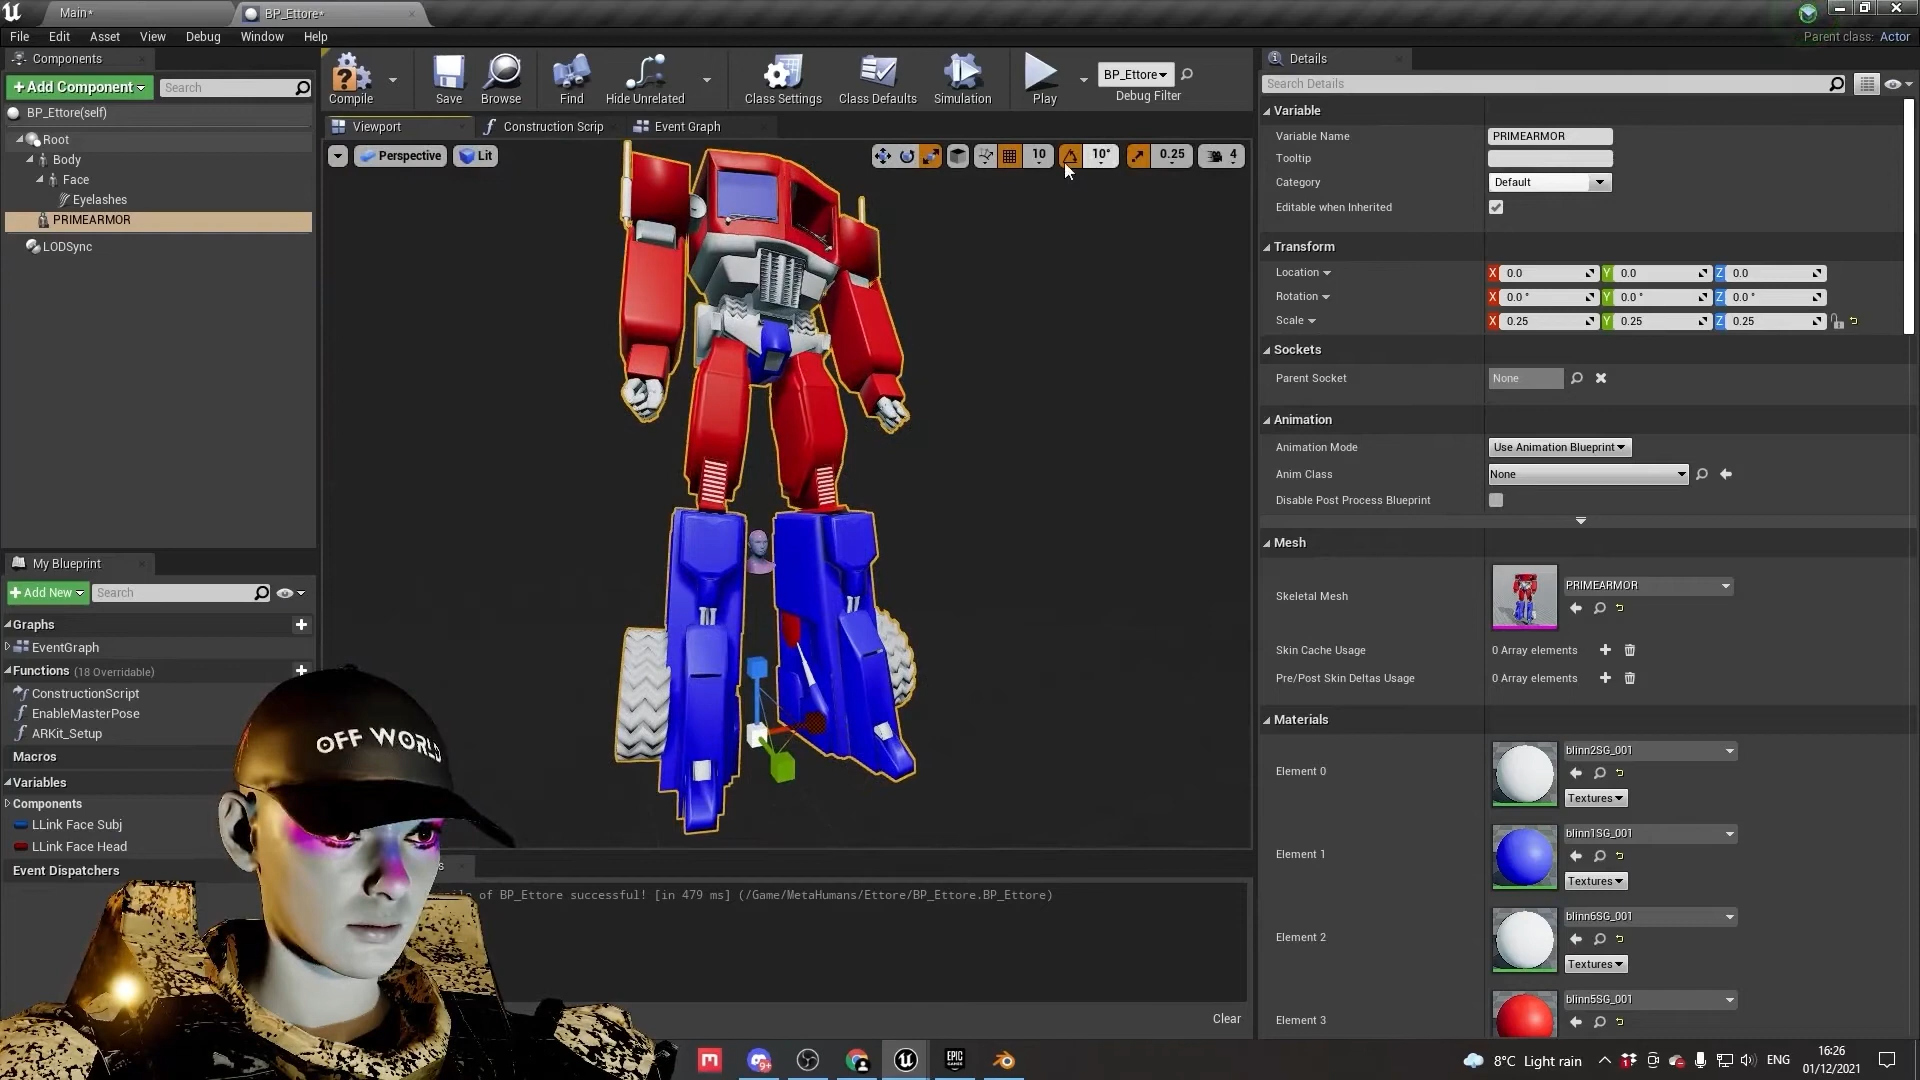 Main*
BP_Ettore*
File Edit Asset View Debug Window Help
Parent class: Actor
Components
+Add Component
Search
BP_Ettore(self)
Root
Body
Face
Eyelashes
PRIMEARMOR
LODSync
Compile
Save
Browse
Find
Hide Unrelated
Class Settings
Class Defaults
Simulation
Play
BP_Ettore
Debug Filter
Viewport
Construction Scrip
Event Graph
Perspective
Lit
10
10°
0.25
4
My Blueprint
+Add New
Search
Graphs
EventGraph
Functions (18 Overridable)
ConstructionScript
EnableMasterPose
ARKit_Setup
Macros
Variables
Components
LLink Face Subj
LLink Face Head
Event Dispatchers
OFF WORLD
of BP_Ettore successful! [in 479 ms] (/Game/MetaHumans/Ettore/BP_Ettore.BP_Ettore)
Clear
Details
Search Details
Variable
Variable Name PRIMEARMOR
Tooltip
Category Default
Editable when Inherited
Transform
Location X 0.0 Y 0.0 Z 0.0
Rotation X 0.0° Y 0.0° Z 0.0°
Scale X 0.25 Y 0.25 Z 0.25
Sockets
Parent Socket None
Animation
Animation Mode Use Animation Blueprint
Anim Class None
Disable Post Process Blueprint
Mesh
Skeletal Mesh PRIMEARMOR
Skin Cache Usage 0 Array elements
Pre/Post Skin Deltas Usage 0 Array elements
Materials
Element 0 blinn2SG_001
Textures
Element 1 blinn1SG_001
Textures
Element 2 blinn6SG_001
Textures
Element 3 blinn5SG_001
EPIC GAMES
8°C Light rain
ENG
16:26
01/12/2021